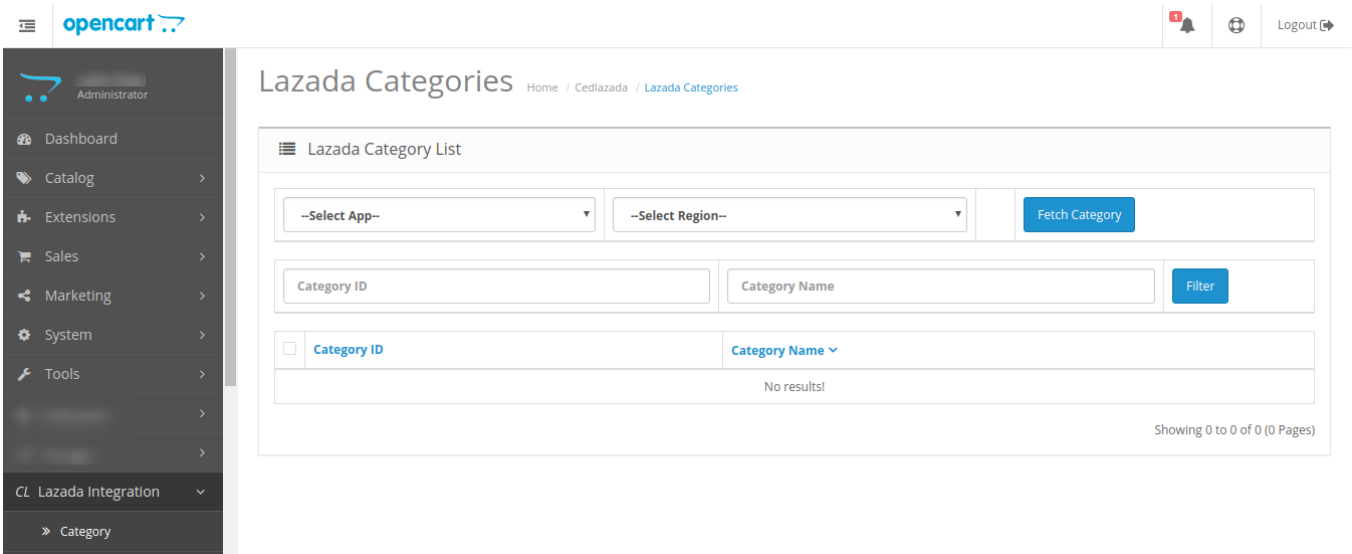 opencart
1
Logout
Administrator
Lazada Categories Home / Cedlazada / Lazada Categories
Dashboard
Catalog
Extensions
Sales
Marketing
System
Tools
CL Lazada Integration
» Category
Lazada Category List
--Select App-- --Select Region-- Fetch Category
Category ID Category Name Filter
Category ID Category Name
No results!
Showing 0 to 0 of 0 (0 Pages)